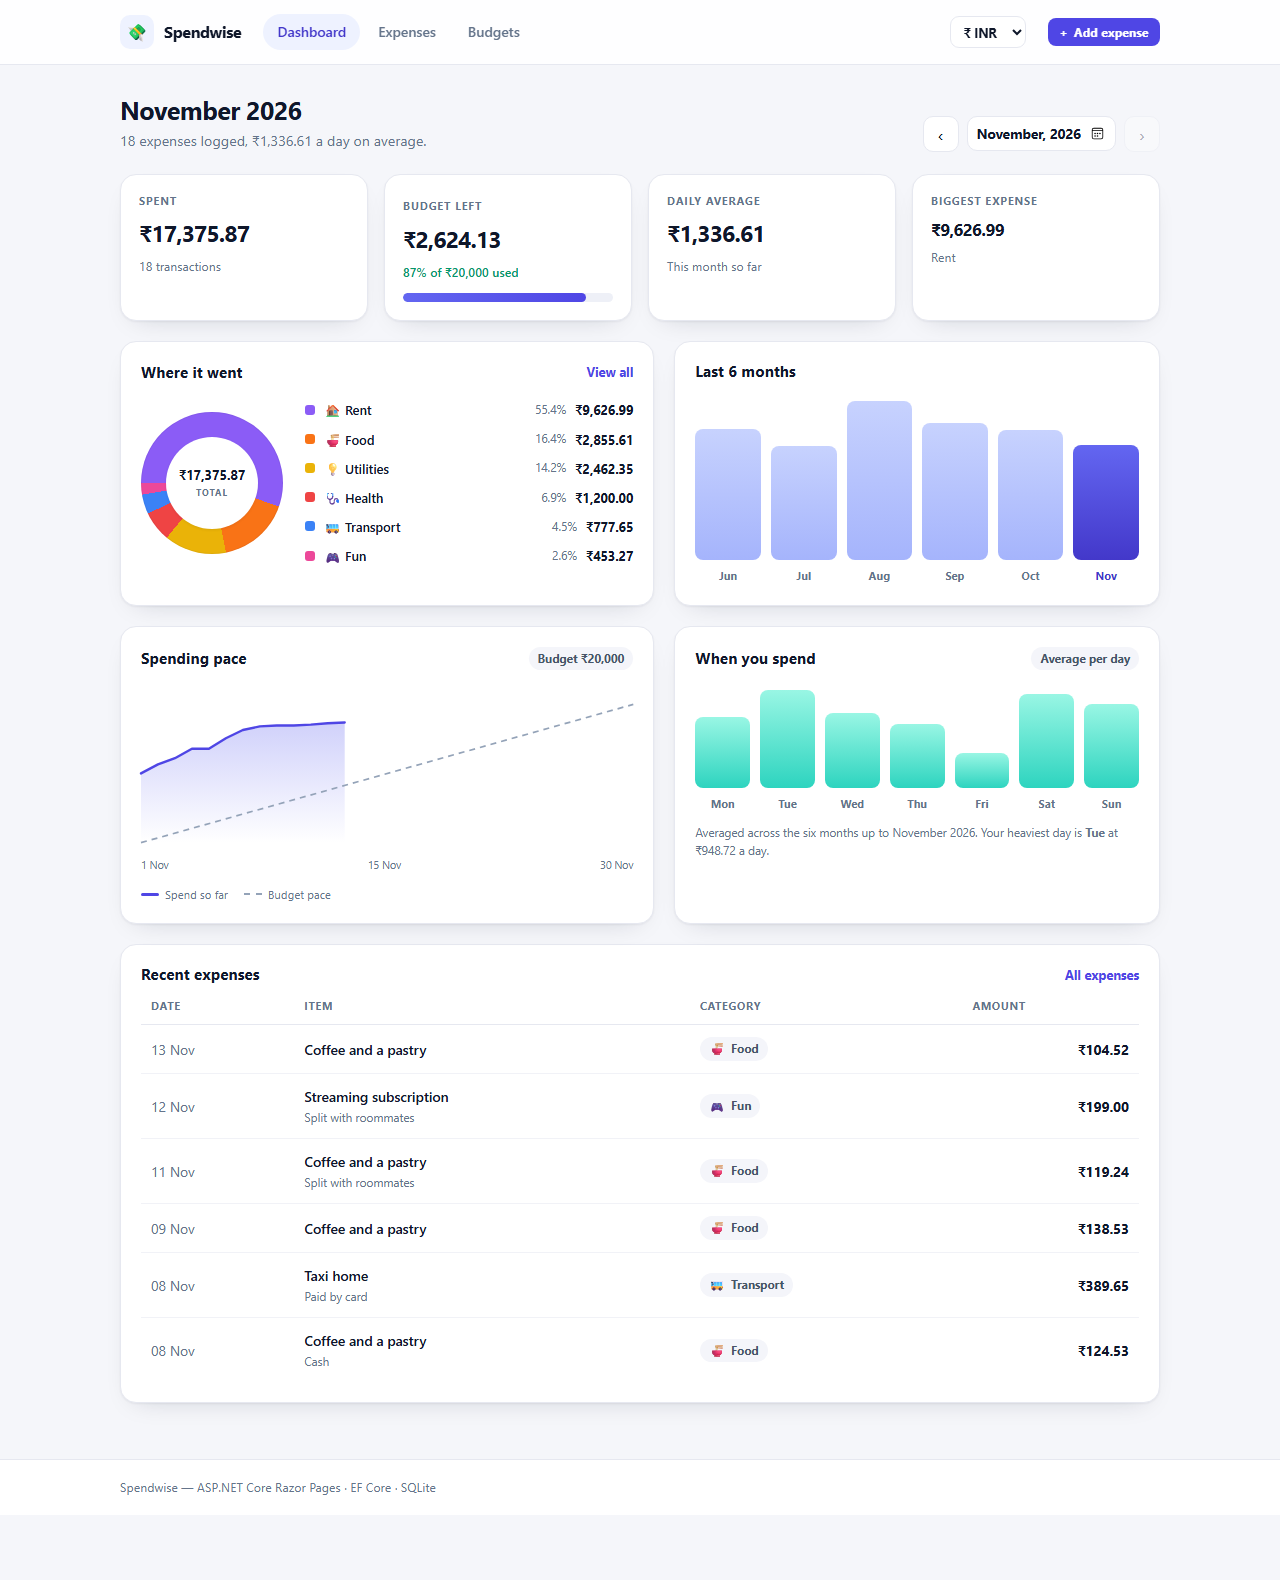 Spendwise
Dashboard
Expenses
Budgets
₹ INR
+ Add expense
November 2026
18 expenses logged, ₹1,336.61 a day on average.
‹
November, 2026
›
SPENT
₹17,375.87
18 transactions
BUDGET LEFT
₹2,624.13
87% of ₹20,000 used
DAILY AVERAGE
₹1,336.61
This month so far
BIGGEST EXPENSE
₹9,626.99
Rent
Where it went
View all
₹17,375.87
TOTAL
Rent 55.4% ₹9,626.99
Food 16.4% ₹2,855.61
Utilities 14.2% ₹2,462.35
Health 6.9% ₹1,200.00
Transport 4.5% ₹777.65
Fun 2.6% ₹453.27
Last 6 months
Jun Jul Aug Sep Oct Nov
Spending pace
Budget ₹20,000
1 Nov 15 Nov 30 Nov
Spend so far Budget pace
When you spend
Average per day
Mon Tue Wed Thu Fri Sat Sun
Averaged across the six months up to November 2026. Your heaviest day is Tue at
₹948.72 a day.
Recent expenses
All expenses
DATE ITEM CATEGORY AMOUNT
13 Nov Coffee and a pastry Food ₹104.52
12 Nov Streaming subscription Fun ₹199.00
Split with roommates
11 Nov Coffee and a pastry Food ₹119.24
Split with roommates
09 Nov Coffee and a pastry Food ₹138.53
08 Nov Taxi home Transport ₹389.65
Paid by card
08 Nov Coffee and a pastry Food ₹124.53
Cash
Spendwise — ASP.NET Core Razor Pages · EF Core · SQLite